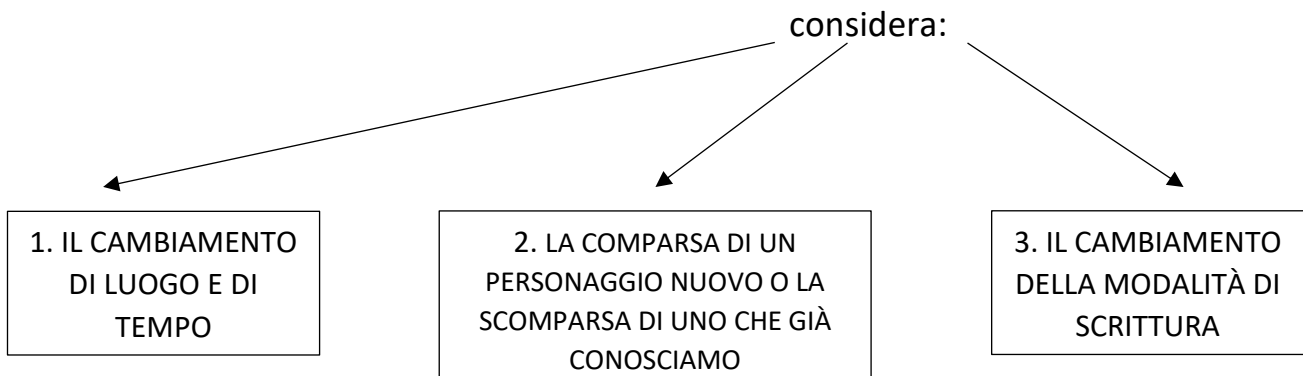 considera:
1. IL CAMBIAMENTO
DI LUOGO E DI
TEMPO
2. LA COMPARSA DI UN
PERSONAGGIO NUOVO O LA
SCOMPARSA DI UNO CHE GIÀ
CONOSCIAMO
3. IL CAMBIAMENTO
DELLA MODALITÀ DI
SCRITTURA